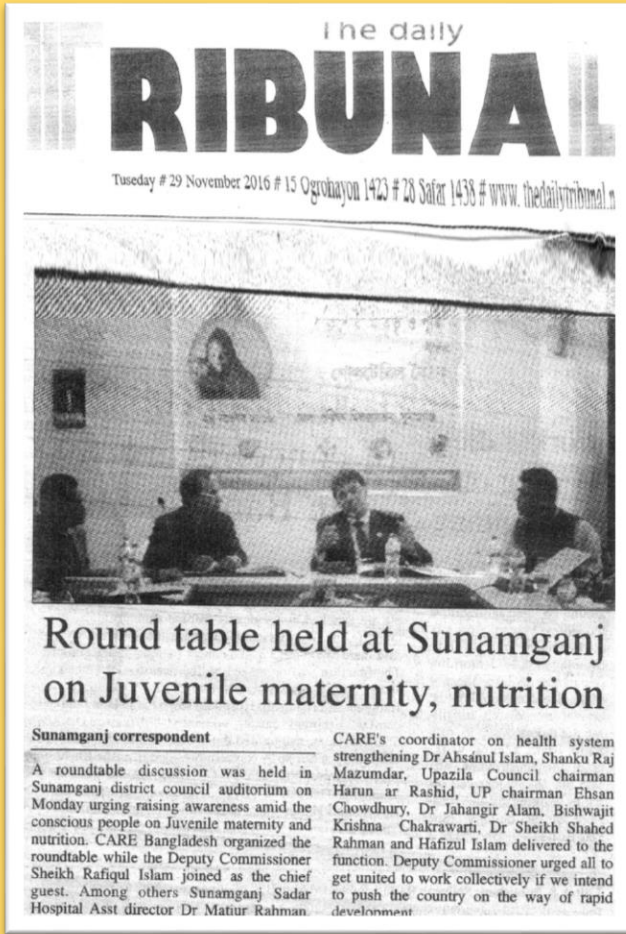 The daily
TRIBUNAL
Tuseday # 29 November 2016 # 15 Ogrohayon 1423 # 28 Safar 1438 # www. thedailytribunal.n
Round table held at Sunamganj
on Juvenile maternity, nutrition
Sunamganj correspondent
A roundtable discussion was held in
Sunamganj district council auditorium on
Monday urging raising awareness amid the
conscious people on Juvenile maternity and
nutrition. CARE Bangladesh organized the
roundtable while the Deputy Commissioner
Sheikh Rafiqul Islam joined as the chief
guest. Among others Sunamganj Sadar
Hospital Asst director Dr Matiur Rahman,
CARE's coordinator on health system
strengthening Dr Ahsanul Islam, Shanku Raj
Mazumdar, Upazila Council chairman
Harun ar Rashid, UP chairman Ehsan
Chowdhury, Dr Jahangir Alam, Bishwajit
Krishna Chakrawarti, Dr Sheikh Shahed
Rahman and Hafizul Islam delivered to the
function. Deputy Commissioner urged all to
get united to work collectively if we intend
to push the country on the way of rapid
development